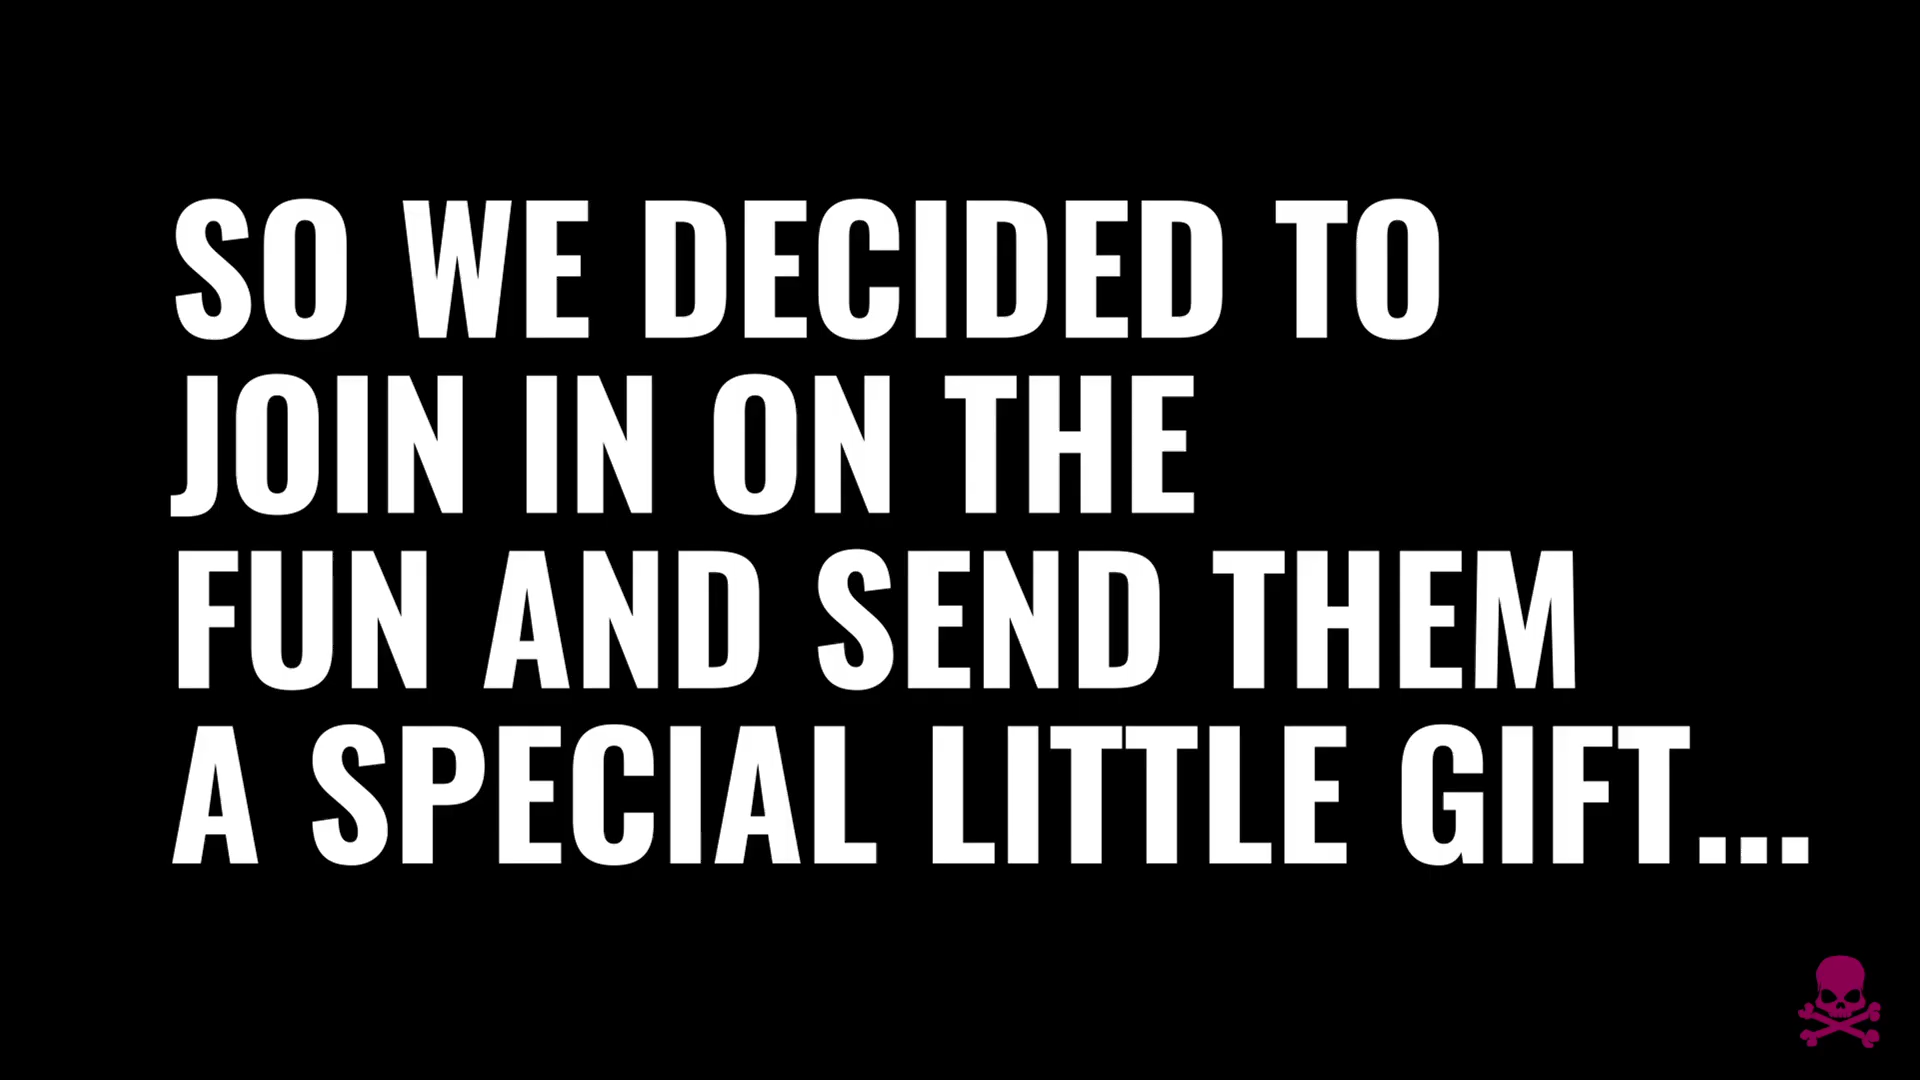 SO WE DECIDED TO
JOIN IN ON THE
FUN AND SEND THEM
A SPECIAL LITTLE GIFT...